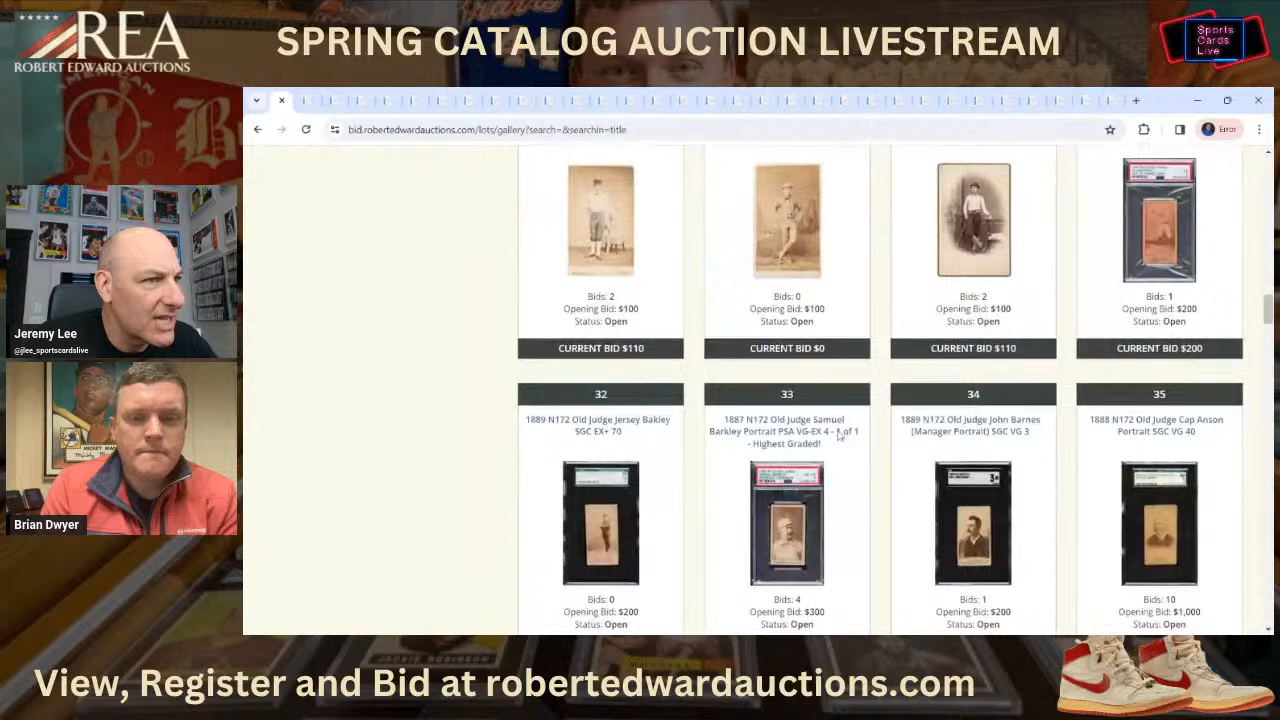 REA
ROBERT EDWARD AUCTIONS
SPRING CATALOG AUCTION LIVESTREAM
Sports
Cards
Live
bid.robertedwardauctions.com/lots/gallery?search=&searchin=title
Error
Bids: 2
Opening Bid: $100
Status: Open
CURRENT BID $110
Bids: 0
Opening Bid: $100
Status: Open
CURRENT BID $0
Bids: 2
Opening Bid: $100
Status: Open
CURRENT BID $110
Bids: 1
Opening Bid: $200
Status: Open
CURRENT BID $200
32
1889 N172 Old Judge Jersey Bakley
SGC EX+ 70
Bids: 0
Opening Bid: $200
Status: Open
33
1887 N172 Old Judge Samuel
Barkley Portrait PSA VG-EX 4 - 1 of 1
- Highest Graded!
Bids: 4
Opening Bid: $300
Status: Open
34
1889 N172 Old Judge John Barnes
(Manager Portrait) SGC VG 3
Bids: 1
Opening Bid: $200
Status: Open
35
1888 N172 Old Judge Cap Anson
Portrait SGC VG 40
Bids: 10
Opening Bid: $1,000
Status: Open
Jeremy Lee
@jlee_sportscardslive
Brian Dwyer
View, Register and Bid at robertedwardauctions.com